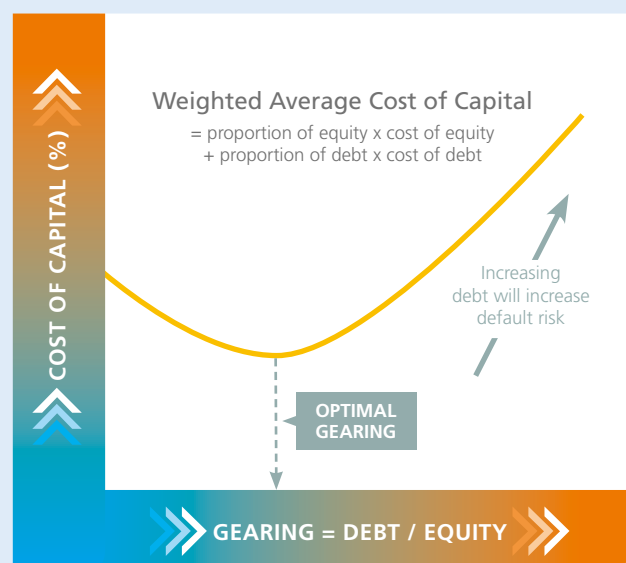 Weighted Average Cost of Capital
= proportion of equity x cost of equity
+ proportion of debt x cost of debt
COST OF CAPITAL (%)
Increasing
debt will increase
default risk
OPTIMAL
GEARING
GEARING = DEBT / EQUITY